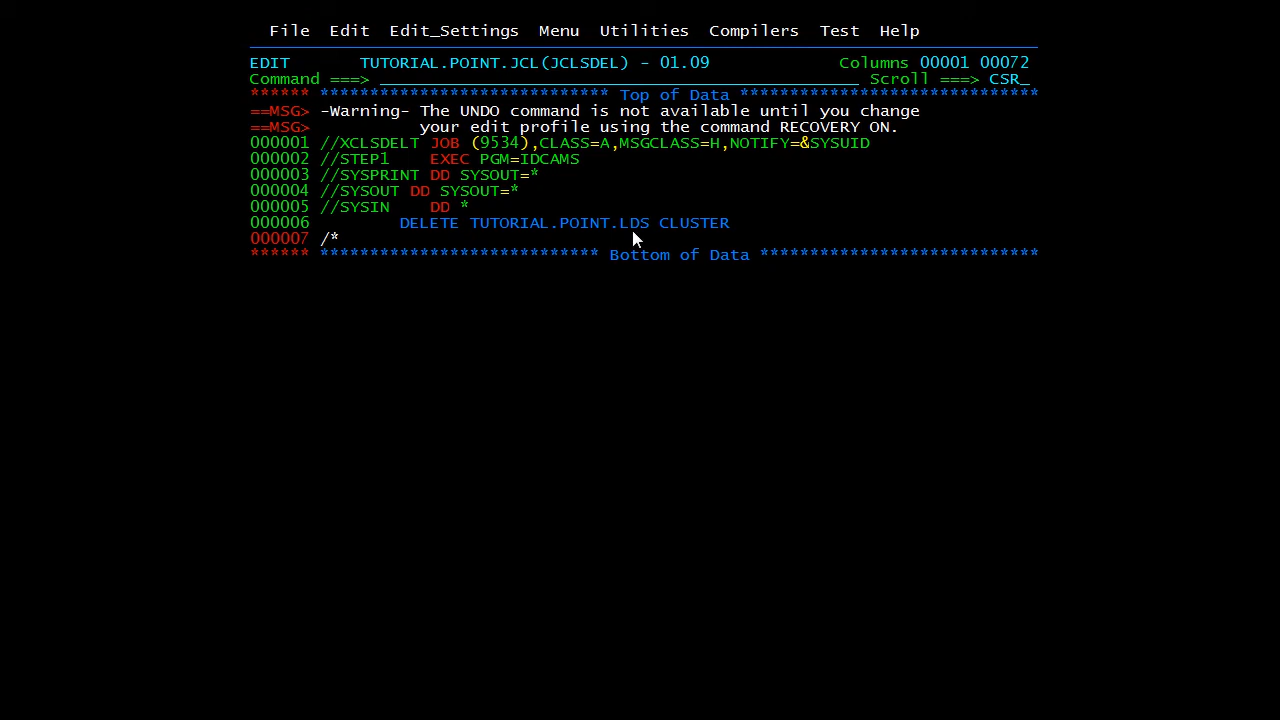 File Edit Edit_Settings Menu Utilities Compilers Test Help
EDIT TUTORIAL.POINT.JCL(JCLSDEL) - 01.09 Columns 00001 00072
Command ===> Scroll ===> CSR_
****** ***************************** Top of Data ******************************
==MSG> -Warning- The UNDO command is not available until you change
==MSG> your edit profile using the command RECOVERY ON.
000001 //XCLSDELT JOB (9534),CLASS=A,MSGCLASS=H,NOTIFY=&SYSUID
000002 //STEP1 EXEC PGM=IDCAMS
000003 //SYSPRINT DD SYSOUT=*
000004 //SYSOUT DD SYSOUT=*
000005 //SYSIN DD *
000006 DELETE TUTORIAL.POINT.LDS CLUSTER
000007 /*
****** **************************** Bottom of Data ****************************